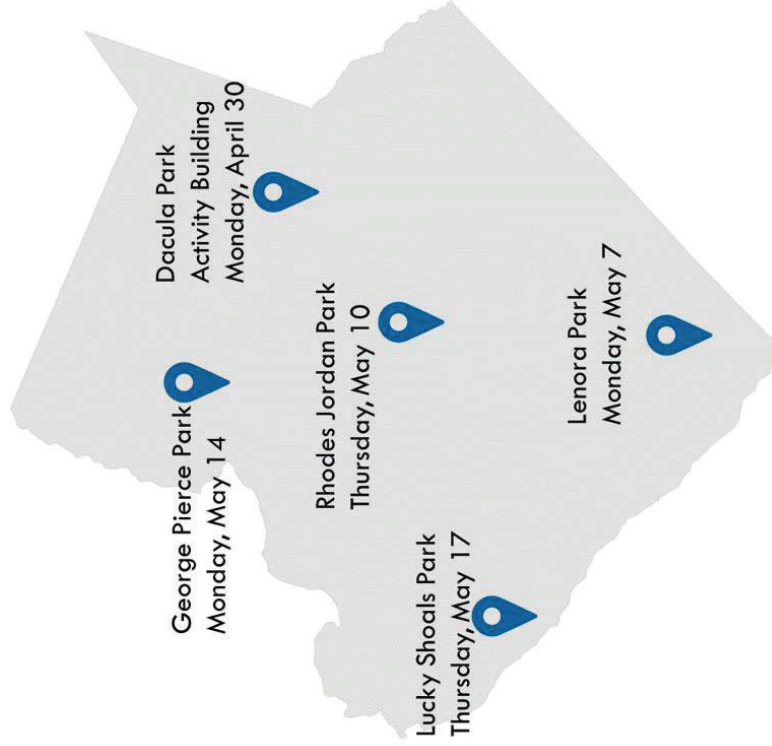 Dacula Park
Activity Building
Monday, April 30
George Pierce Park
Monday, May 14
Rhodes Jordan Park
Thursday, May 10
Lenora Park
Monday, May 7
Lucky Shoals Park
Thursday, May 17